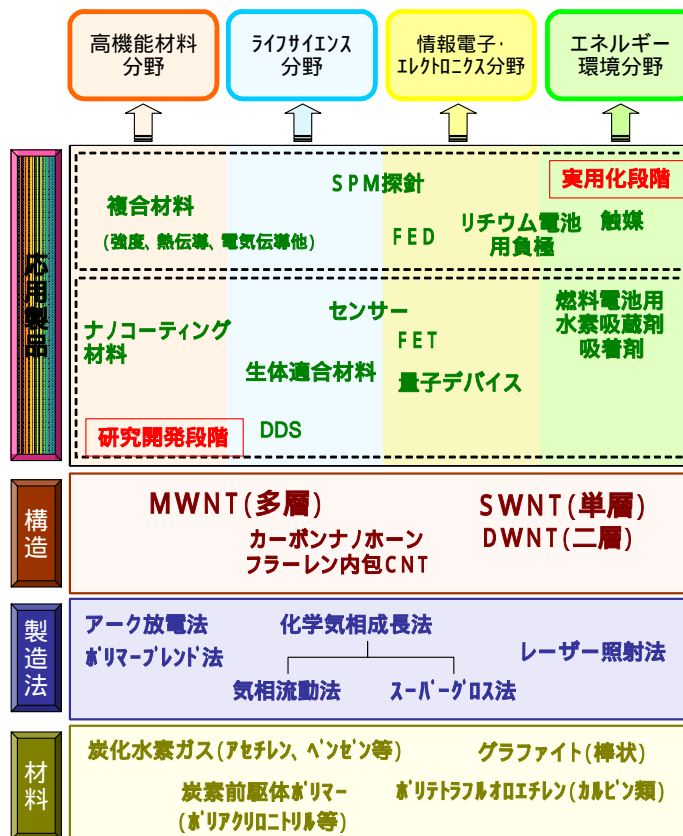 高機能材料
分野
ﾗｲﾌｻｲｴﾝｽ
分野
情報電子・
ｴﾚｸﾄﾛﾆｸｽ分野
エネルギー
環境分野
応用製品
SPM探針
実用化段階
複合材料
(強度、熱伝導、電気伝導他)
FED
リチウム電池
用負極
触媒
ナノコーティング
材料
センサー
FET
燃料電池用
水素吸蔵剤
吸着剤
生体適合材料
量子デバイス
研究開発段階
DDS
構造
MWNT(多層)
SWNT(単層)
カーボンナノホーン
フラーレン内包CNT
DWNT(二層)
製造法
アーク放電法
化学気相成長法
ﾎﾟﾘﾏｰﾌﾞﾚﾝﾄﾞ法
レーザー照射法
気相流動法
ｽｰﾊﾟｰｸﾞﾛｽ法
材料
炭化水素ガス(ｱｾﾁﾚﾝ、ﾍﾞﾝｾﾞﾝ等)
グラファイト(棒状)
炭素前駆体ﾎﾟﾘﾏｰ
(ﾎﾟﾘｱｸﾘﾛﾆﾄﾘﾙ等)
ﾎﾟﾘﾃﾄﾗﾌﾙｵﾛｴﾁﾚﾝ(ｶﾙﾋﾞﾝ類)